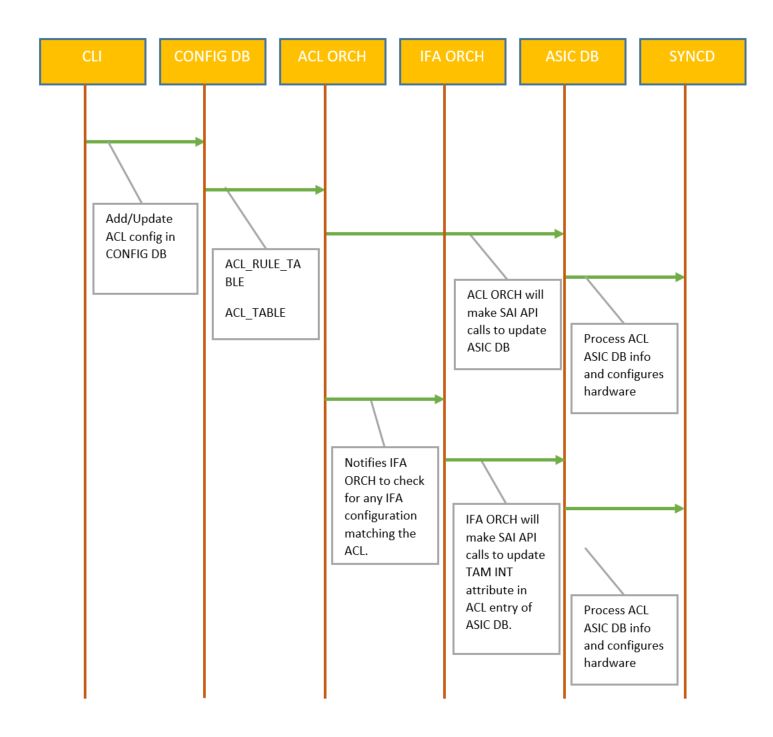 CLI
CONFIG DB
ACL ORCH
IFA ORCH
ASIC DB
SYNCD
Add/Update
ACL config in
CONFIG DB
ACL_RULE_TA
BLE
ACL_TABLE
ACL ORCH will
make SAI API
calls to update
ASIC DB
Process ACL
ASIC DB info
and configures
hardware
Notifies IFA
ORCH to check
for any IFA
configuration
matching the
ACL.
IFA ORCH will
make SAI API
calls to update
TAM INT
attribute in
ACL entry of
ASIC DB.
Process ACL
ASIC DB info
and configures
hardware